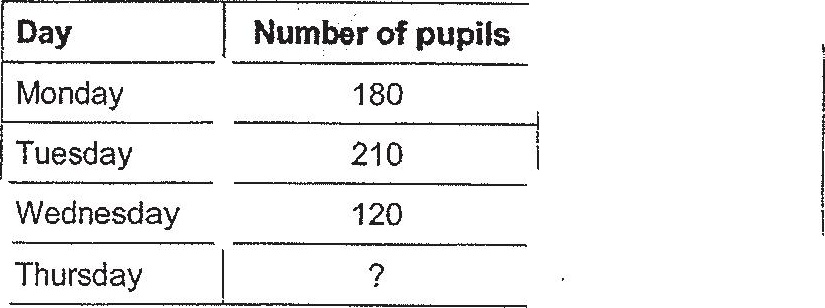 Day Number of pupils
Monday 180
Tuesday 210
Wednesday 120
Thursday ?